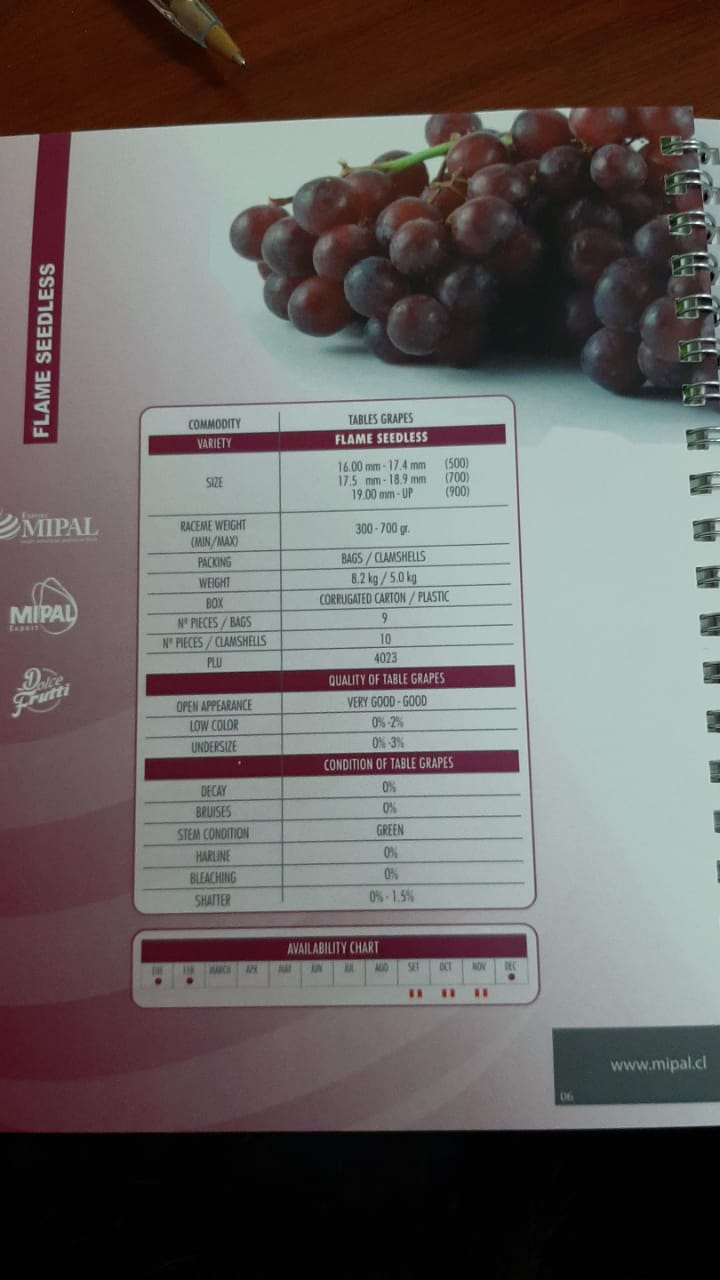 FLAME SEEDLESS
COMMODITY TABLES GRAPES
VARIETY FLAME SEEDLESS
SIZE
16.00 mm - 17.4 mm (500)
17.5 mm - 18.9 mm (700)
19.00 mm - UP (900)
RACEME WEIGHT
(MIN/MAX)
300 - 700 gr.
PACKING BAGS / CLAMSHELLS
WEIGHT 8.2 kg / 5.0 kg
BOX CORRUGATED CARTON / PLASTIC
Nº PIECES / BAGS 9
Nº PIECES / CLAMSHELLS 10
PLU 4023
QUALITY OF TABLE GRAPES
OPEN APPEARANCE VERY GOOD - GOOD
LOW COLOR 0% -2%
UNDERSIZE 0% -3%
CONDITION OF TABLE GRAPES
DECAY 0%
BRUISES 0%
STEM CONDITION GREEN
HARLINE 0%
BLEACHING 0%
SHATTER 0% - 1.5%
AVAILABILITY CHART
ENE FEB MARCH APR MAY JUN JUL AGO SET OCT NOV DEC
MIPAL
MIPAL
Export
Dolce
Frutti
www.mipal.cl
06